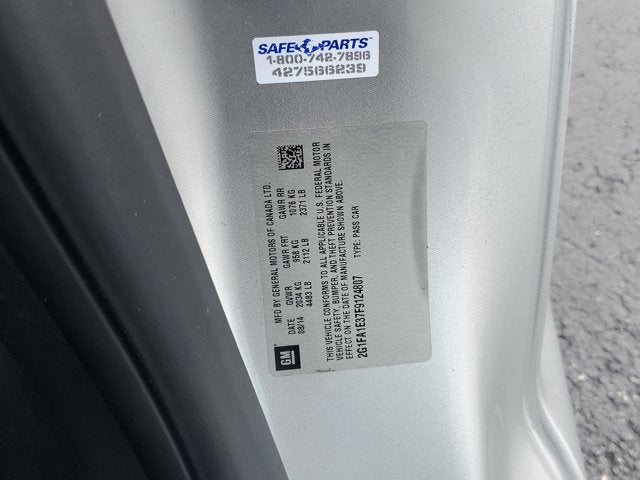 SAFE PARTS™
1-800-742-7896
427566239
MFD BY GENERAL MOTORS OF CANADA LTD.
DATE GVWR GAWR FRT GAWR RR
08/14 2034 KG 958 KG 1076 KG
4483 LB 2112 LB 2371 LB
THIS VEHICLE CONFORMS TO ALL APPLICABLE U.S. FEDERAL MOTOR
VEHICLE SAFETY, BUMPER, AND THEFT PREVENTION STANDARDS IN
EFFECT ON THE DATE OF MANUFACTURE SHOWN ABOVE.
2G1FA1E37F9124807 TYPE: PASS CAR
GM